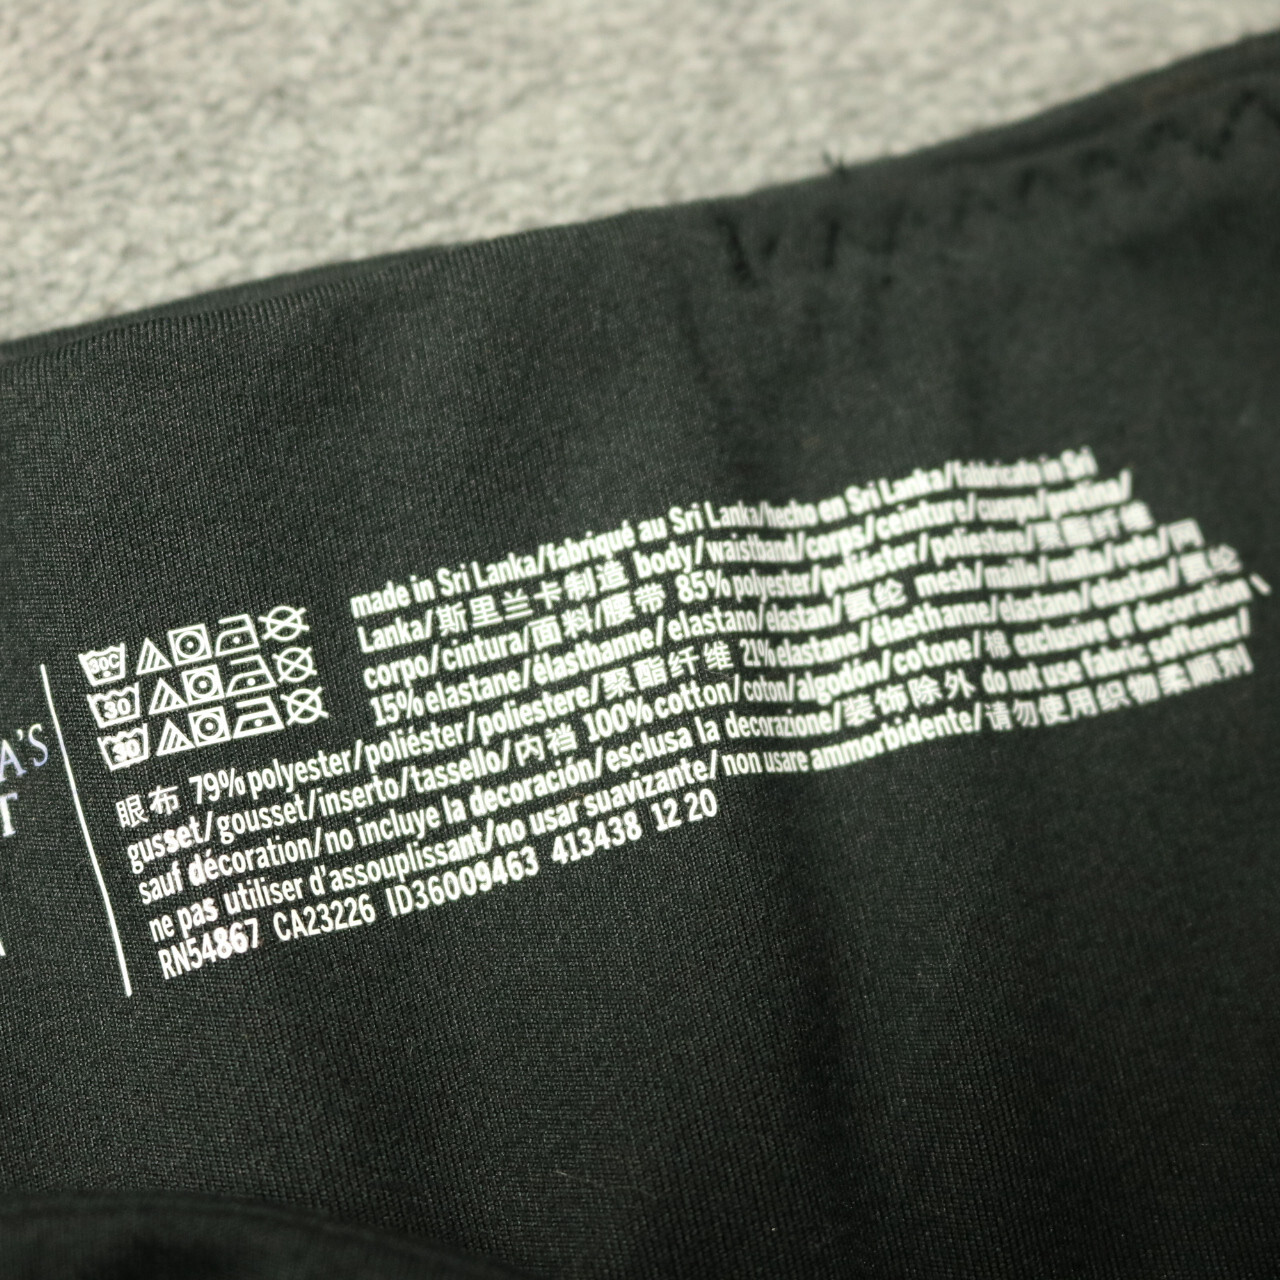 A'S
T
30C
30
30
made in Sri Lanka/fabriqué au Sri Lanka/hecho en Sri Lanka/fabbricato in Sri
Lanka/斯里兰卡制造 body/waistband/corps/ceinture/cuerpo/pretina/
corpo/cintura/面料/腰带 85% polyester/poliéster/poliestere/聚酯纤维
15% elastane/élasthanne/elastano/elastan/氨纶 mesh/maille/malla/rete/网
眼布 79% polyester/poliéster/poliestere/聚酯纤维 21% elastane/élasthanne/elastano/elastan/氨纶
gusset/gousset/inserto/tassello/内裆 100% cotton/coton/algodón/cotone/棉 exclusive of decoration
sauf décoration/no incluye la decoración/esclusa la decorazione/装饰除外 do not use fabric softener/
ne pas utiliser d'assouplissant/no usar suavizante/non usare ammorbidente/请勿使用织物柔顺剂
RN54867 CA23226 ID36009463 413438 12 20